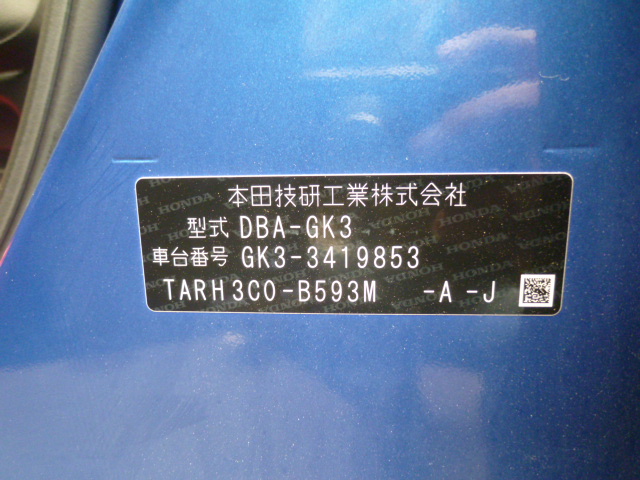 本田技研工業株式会社
型式 DBA-GK3
車台番号 GK3-3419853
TARH3C0-B593M -A -J